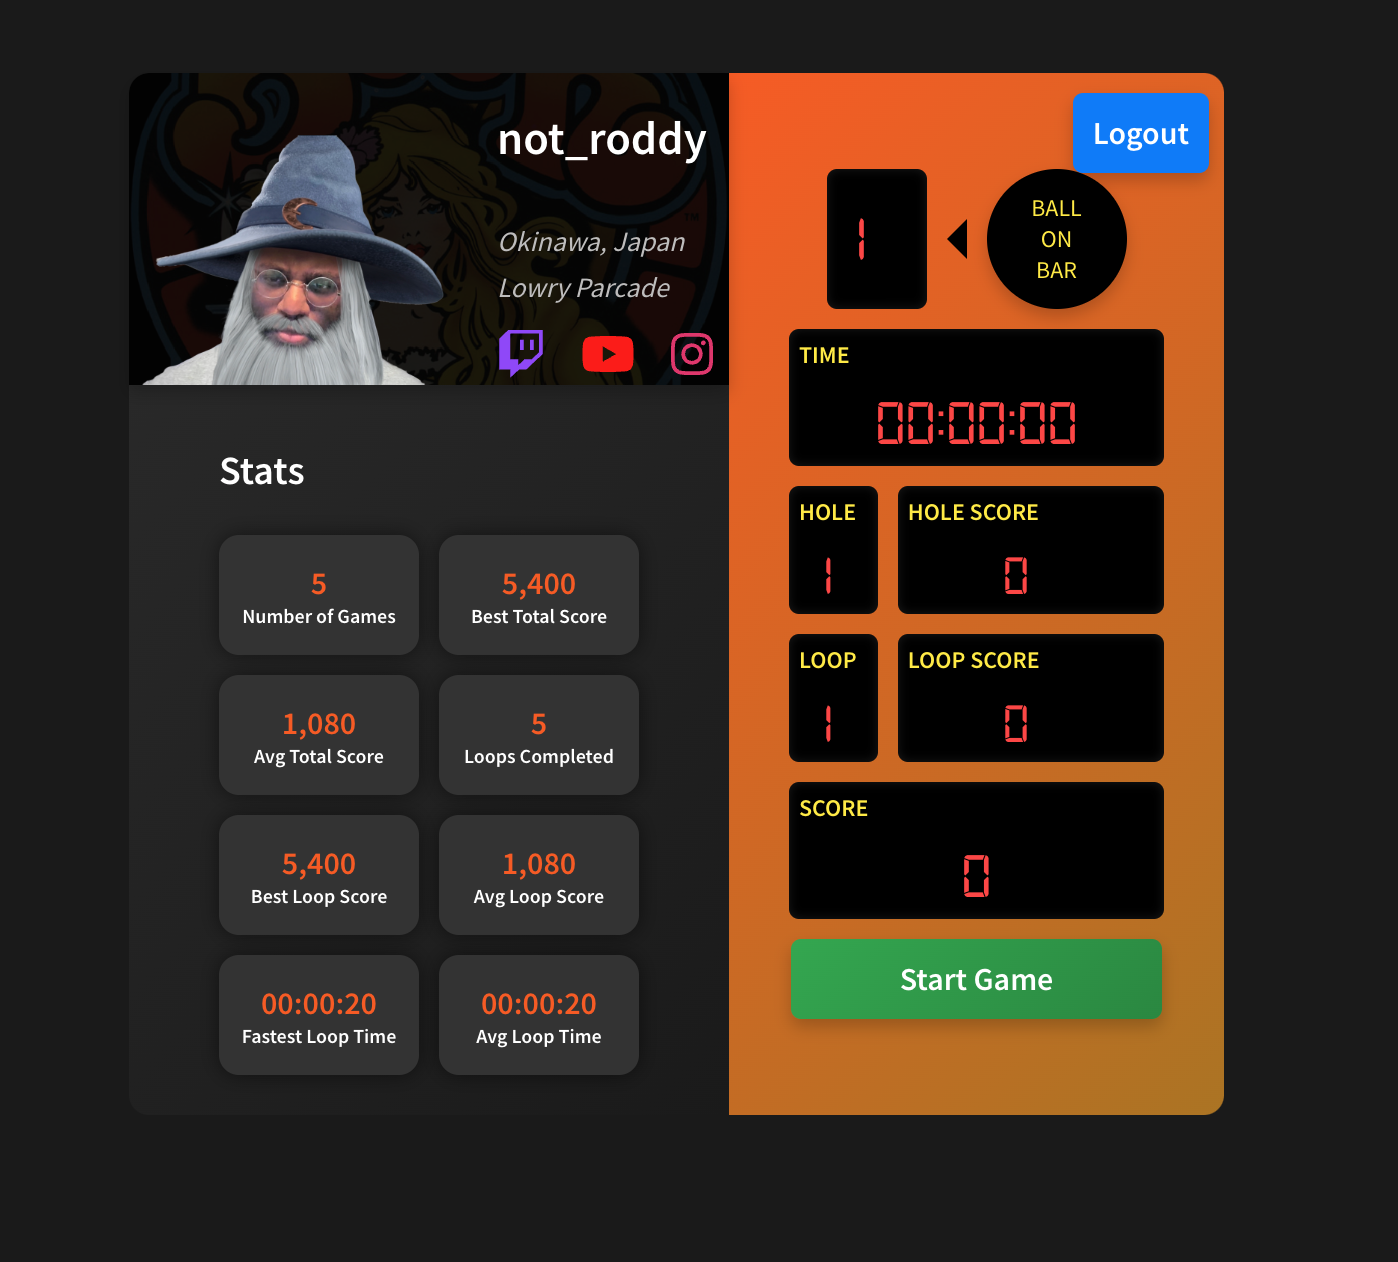 not_roddy
Okinawa, Japan
Lowry Parcade
Stats
5
Number of Games
5,400
Best Total Score
1,080
Avg Total Score
5
Loops Completed
5,400
Best Loop Score
1,080
Avg Loop Score
00:00:20
Fastest Loop Time
00:00:20
Avg Loop Time
Logout
1
BALL
ON
BAR
TIME
00:00:00
HOLE
1
HOLE SCORE
0
LOOP
1
LOOP SCORE
0
SCORE
0
Start Game